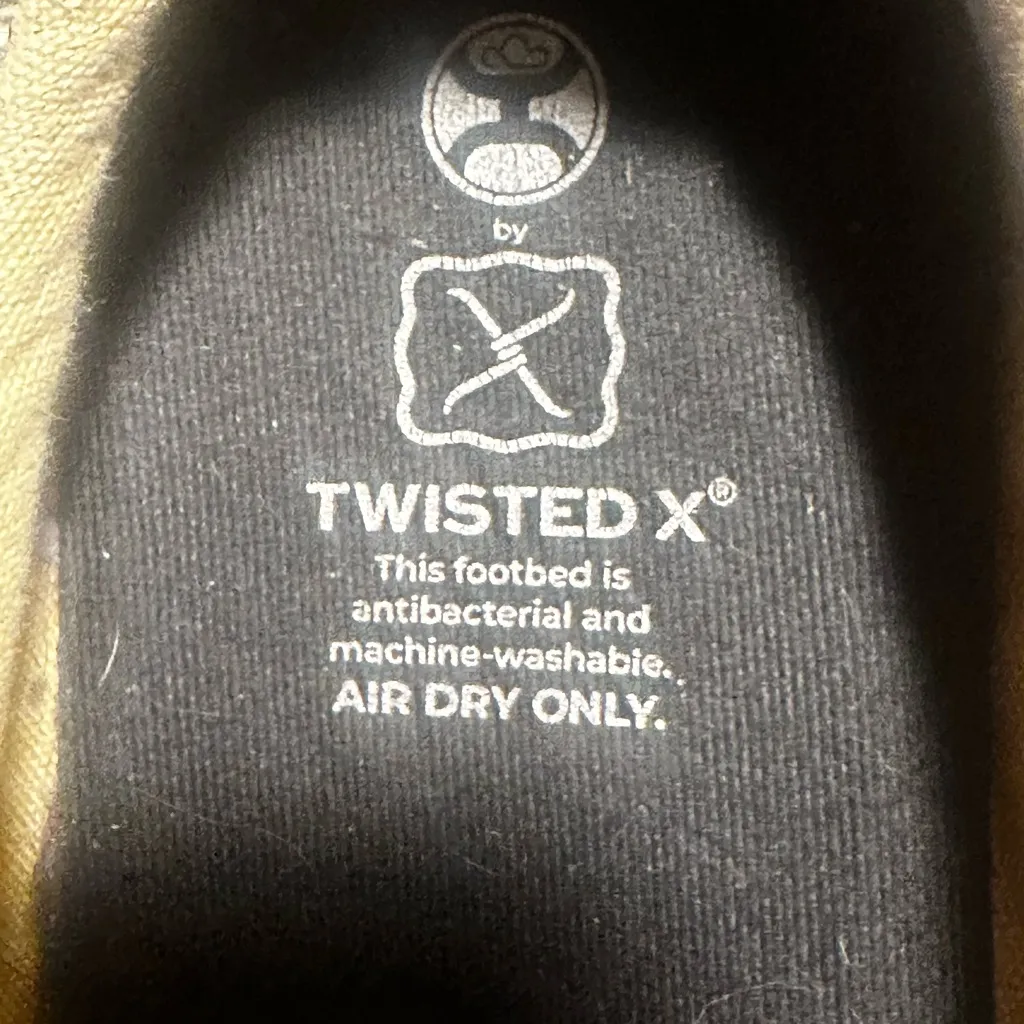 by
TWISTED X®
This footbed is
antibacterial and
machine-washable.
AIR DRY ONLY.